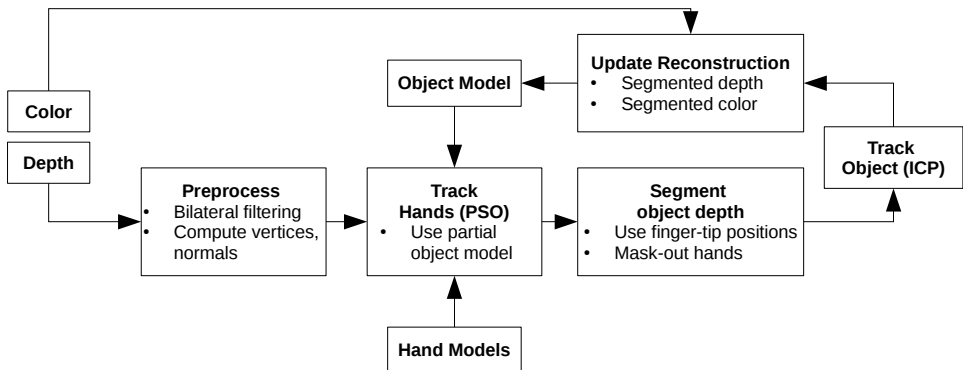 Update Reconstruction
• Segmented depth
• Segmented color
Object Model
Color
Depth
Track
Object (ICP)
Preprocess
• Bilateral filtering
• Compute vertices,
normals
Track
Hands (PSO)
• Use partial
object model
Segment
object depth
• Use finger-tip positions
• Mask-out hands
Hand Models